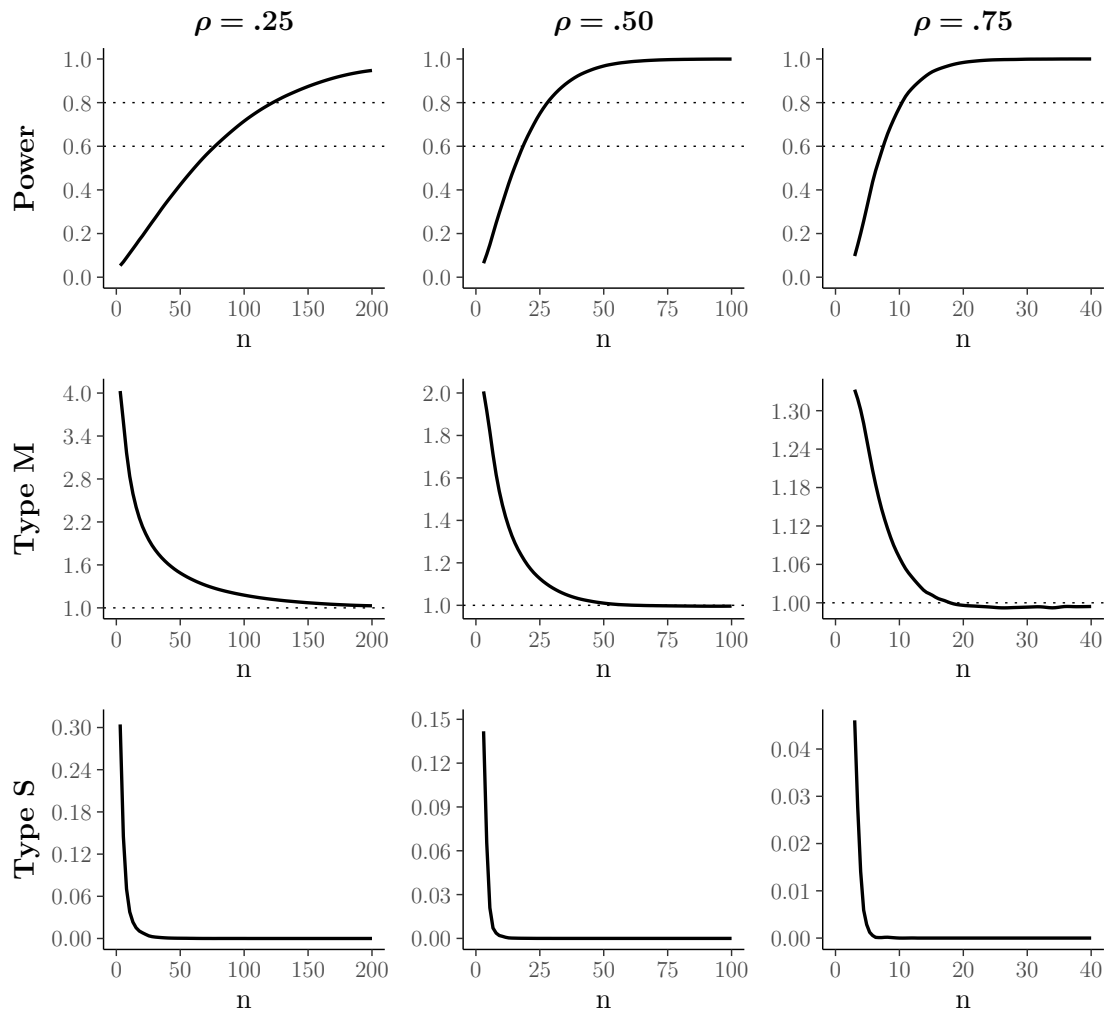 ρ = .25
ρ = .50
ρ = .75
Power
1.0
0.8
0.6
0.4
0.2
0.0
0 50 100 150 200
n
1.0
0.8
0.6
0.4
0.2
0.0
0 25 50 75 100
n
1.0
0.8
0.6
0.4
0.2
0.0
0 10 20 30 40
n
Type M
4.0
3.4
2.8
2.2
1.6
1.0
0 50 100 150 200
n
2.0
1.8
1.6
1.4
1.2
1.0
0 25 50 75 100
n
1.30
1.24
1.18
1.12
1.06
1.00
0 10 20 30 40
n
Type S
0.30
0.24
0.18
0.12
0.06
0.00
0 50 100 150 200
n
0.15
0.12
0.09
0.06
0.03
0.00
0 25 50 75 100
n
0.04
0.03
0.02
0.01
0.00
0 10 20 30 40
n